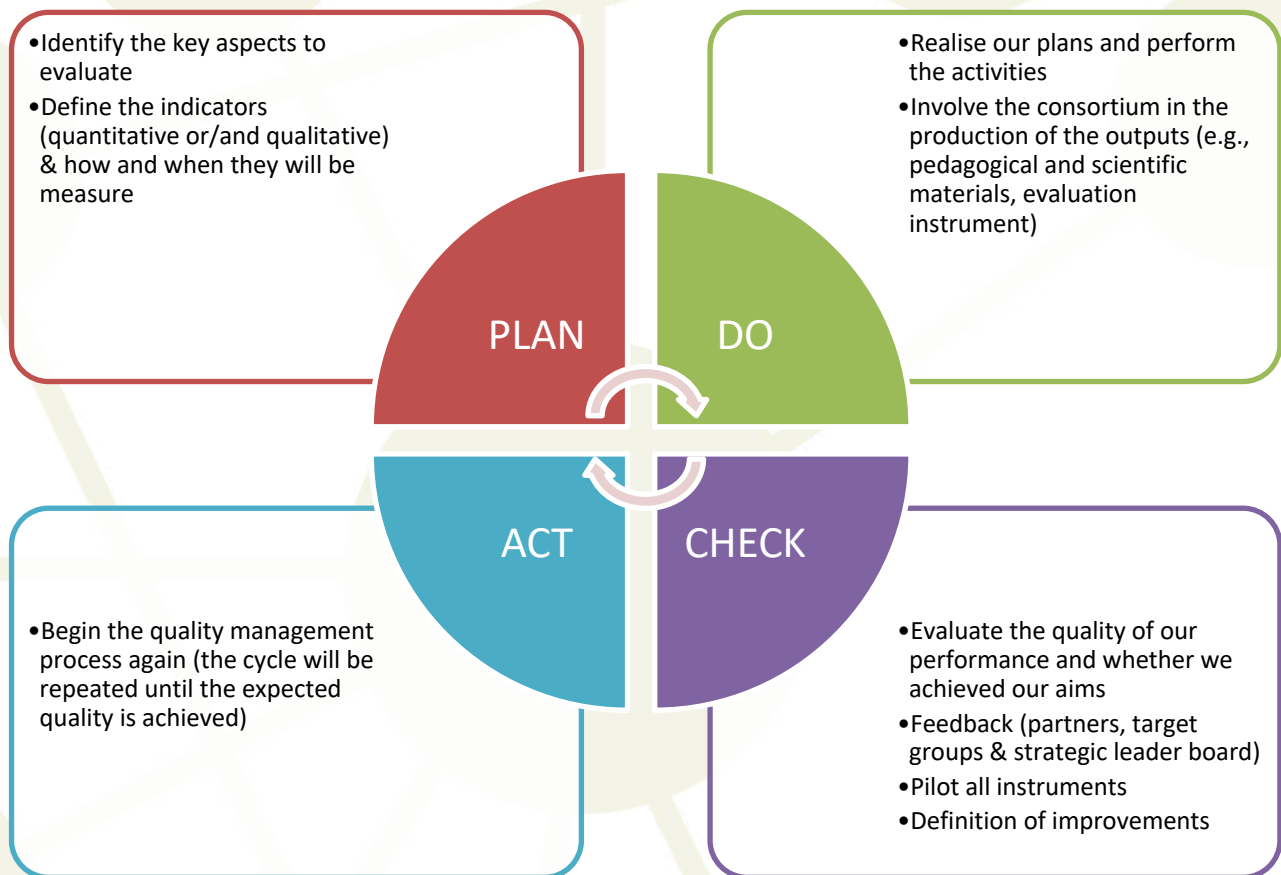 •Identify the key aspects to
evaluate
•Define the indicators
(quantitative or/and qualitative)
& how and when they will be
measure
•Realise our plans and perform
the activities
•Involve the consortium in the
production of the outputs (e.g.,
pedagogical and scientific
materials, evaluation
instrument)
PLAN
DO
ACT
CHECK
•Begin the quality management
process again (the cycle will be
repeated until the expected
quality is achieved)
•Evaluate the quality of our
performance and whether we
achieved our aims
•Feedback (partners, target
groups & strategic leader board)
•Pilot all instruments
•Definition of improvements